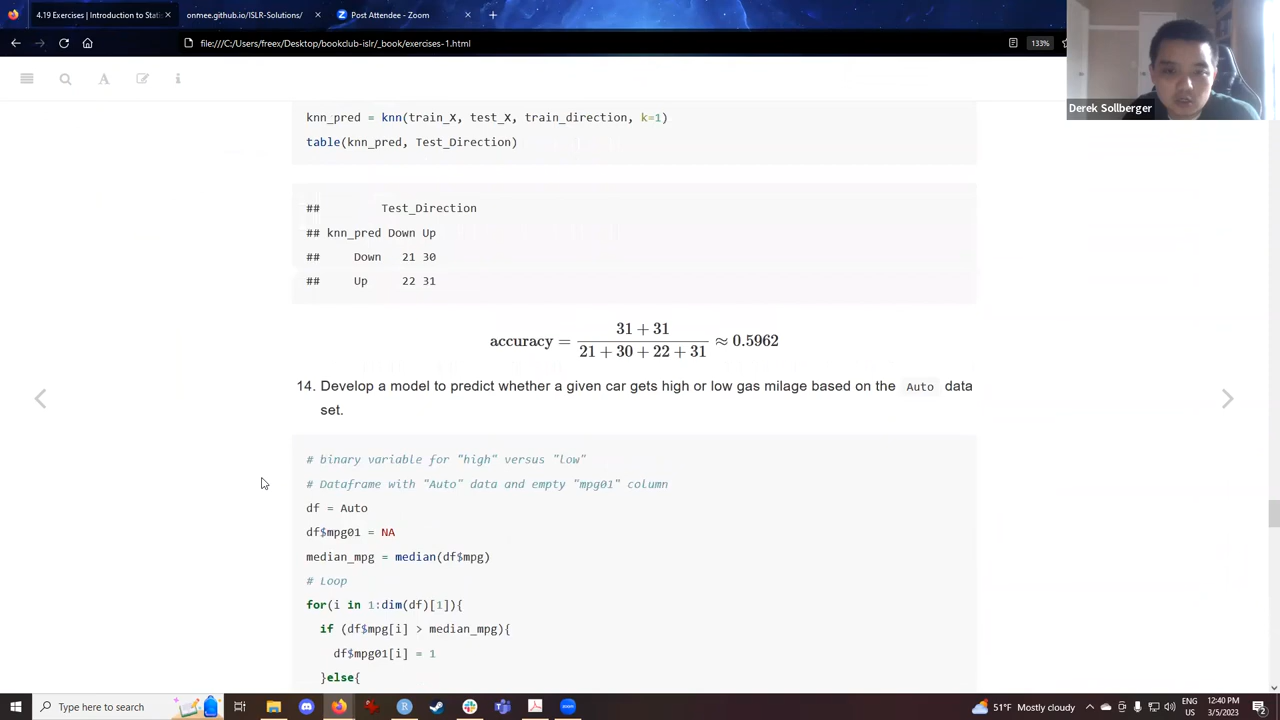 4.19 Exercises | Introduction to Stati
onmee.github.io/ISLR-Solutions/
Post Attendee - Zoom
file:///C:/Users/freex/Desktop/bookclub-islr/_book/exercises-1.html
133%
Derek Sollberger
knn_pred = knn(train_X, test_X, train_direction, k=1)
table(knn_pred, Test_Direction)
## Test_Direction
## knn_pred Down Up
## Down 21 30
## Up 22 31
accuracy = 31 + 31 / 21 + 30 + 22 + 31 ≈ 0.5962
14. Develop a model to predict whether a given car gets high or low gas milage based on the Auto data
set.
# binary variable for "high" versus "low"
# Dataframe with "Auto" data and empty "mpg01" column
df = Auto
df$mpg01 = NA
median_mpg = median(df$mpg)
# Loop
for(i in 1:dim(df)[1]){
if (df$mpg[i] > median_mpg){
df$mpg01[i] = 1
}else{
Type here to search
51°F Mostly cloudy
ENG
US
12:40 PM
3/5/2023
2